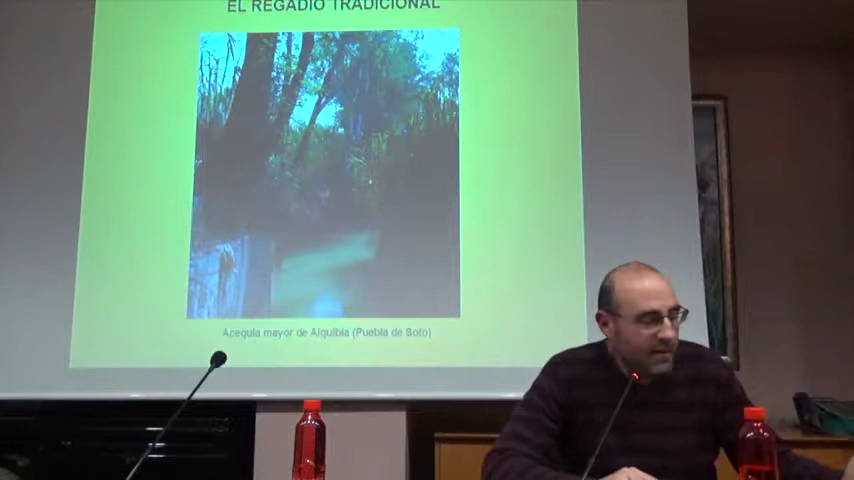 EL REGADIO TRADICIONAL
Acequia mayor de Alquibla (Puebla de Soto)